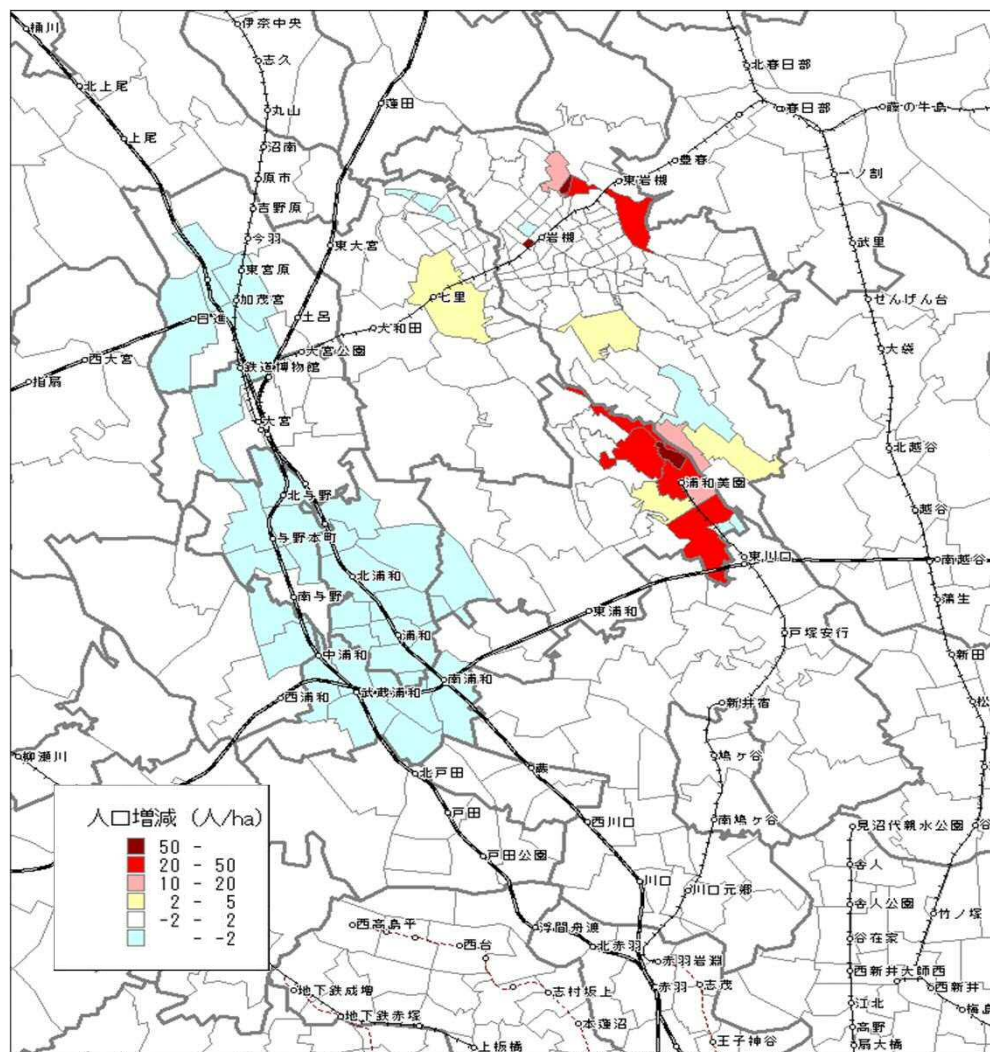 桶川
伊奈中央
志久
北上尾
丸山
蓮田
北春日部
春日部
藤の牛島
上尾
沼南
豊春
原市
東岩槻
一ノ割
吉野原
今羽
東大宮
岩槻
武里
東宮原
加茂宮
七里
せんげん台
日進
土呂
大和田
西大宮
大宮公園
大袋
指扇
鉄道博物館
大宮
北越谷
浦和美園
北与野
越谷
与野本町
東川口
南越谷
北浦和
南与野
東浦和
蒲生
浦和
戸塚安行
中浦和
新田
南浦和
武蔵浦和
西浦和
新井宿
松
柳瀬川
鳩ヶ谷
蕨
北戸田
人口増減 (人/ha)
50 -
20 - 50
10 - 20
2 - 5
-2 - 2
- -2
戸田
西川口
南鳩ヶ谷
見沼代親水公園
谷
戸田公園
舎人
川口
川口元郷
舎人公園
竹ノ塚
西高島平
浮間舟渡
西台
北赤羽
谷在家
赤羽岩淵
西新井大師西
地下鉄成増
志村坂上
赤羽
志茂
西新井
江北
梅島
地下鉄赤塚
本蓮沼
高野
上板橋
王子神谷
扇大橋